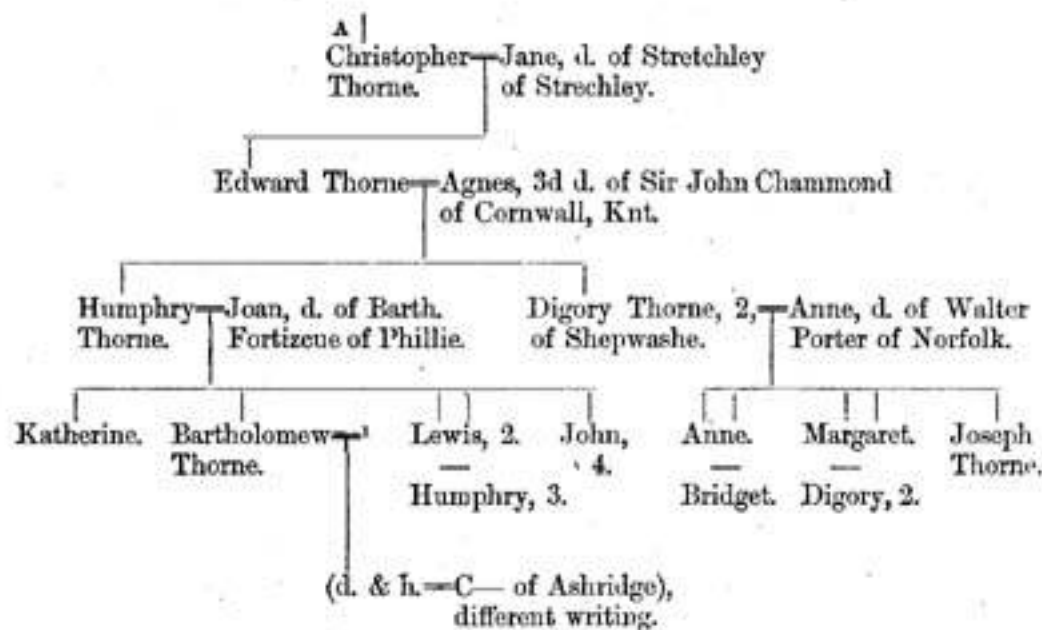 A
Christopher Jane, d. of Stretchley
Thorne. of Strechley.
Edward Thorne Agnes, 3d d. of Sir John Chammond
of Cornwall, Knt.
Humphry Joan, d. of Barth. Digory Thorne, 2, Anne, d. of Walter
Thorne. Fortizcue of Phillie. of Shepwashe. Porter of Norfolk.
Katherine. Bartholomew 1 Lewis, 2. John, Anne. Margaret. Joseph
Thorne. — 4. — — Thorne.
Humphry, 3. Bridget. Digory, 2.
(d. & h.=C— of Ashridge),
different writing.